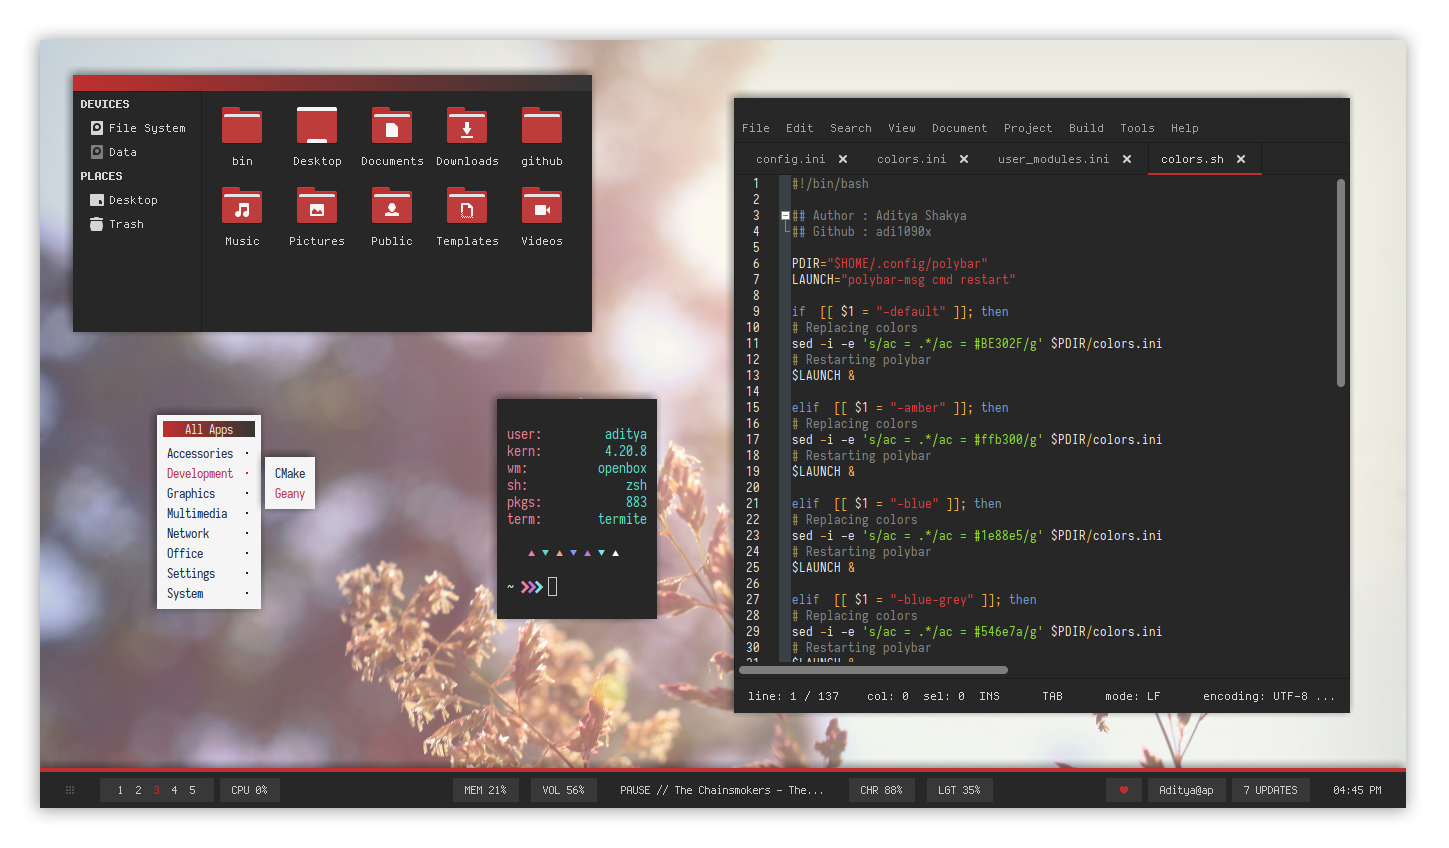 DEVICES
File System
Data
PLACES
Desktop
Trash
bin Desktop Documents Downloads github
Music Pictures Public Templates Videos
All Apps
Accessories
Development
Graphics
Multimedia
Network
Office
Settings
System
CMake
Geany
user: aditya
kern: 4.20.8
wm: openbox
sh: zsh
pkgs: 883
term: termite
~
File Edit Search View Document Project Build Tools Help
config.ini colors.ini user_modules.ini colors.sh
1 #!/bin/bash
2
3 ## Author : Aditya Shakya
4 ## Github : adi1090x
5
6 PDIR="$HOME/.config/polybar"
7 LAUNCH="polybar-msg cmd restart"
8
9 if  [[ $1 = "-default" ]]; then
10 # Replacing colors
11 sed -i -e 's/ac = .*/ac = #BE302F/g' $PDIR/colors.ini
12 # Restarting polybar
13 $LAUNCH &
14
15 elif  [[ $1 = "-amber" ]]; then
16 # Replacing colors
17 sed -i -e 's/ac = .*/ac = #ffb300/g' $PDIR/colors.ini
18 # Restarting polybar
19 $LAUNCH &
20
21 elif  [[ $1 = "-blue" ]]; then
22 # Replacing colors
23 sed -i -e 's/ac = .*/ac = #1e88e5/g' $PDIR/colors.ini
24 # Restarting polybar
25 $LAUNCH &
26
27 elif  [[ $1 = "-blue-grey" ]]; then
28 # Replacing colors
29 sed -i -e 's/ac = .*/ac = #546e7a/g' $PDIR/colors.ini
30 # Restarting polybar
31 $LAUNCH &
line: 1 / 137 col: 0 sel: 0 INS TAB mode: LF encoding: UTF-8 ...
1 2 3 4 5 CPU 0% MEM 21% VOL 56% PAUSE // The Chainsmokers - The... CHR 88% LGT 35% Aditya@ap 7 UPDATES 04:45 PM